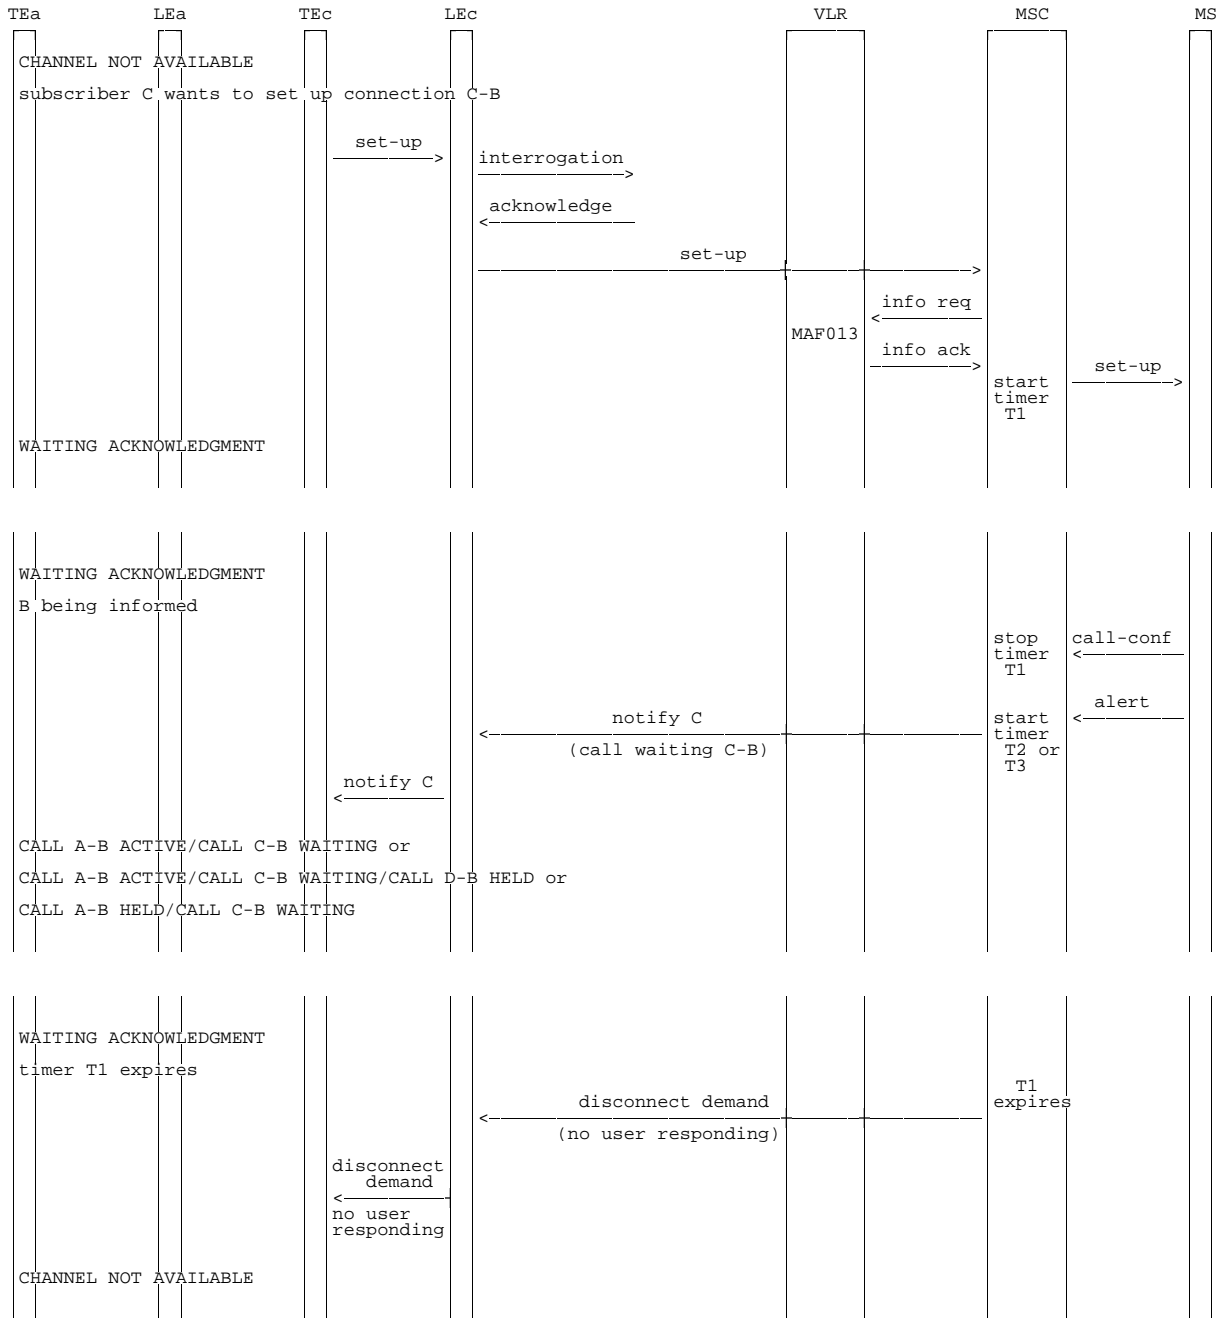 TEa LEa TEc LEc VLR MSC MS
CHANNEL NOT AVAILABLE
subscriber C wants to set up connection C-B
set-up
interrogation
acknowledge
set-up
info req
MAF013
info ack
set-up
start
timer
T1
WAITING ACKNOWLEDGMENT
WAITING ACKNOWLEDGMENT
B being informed
stop
timer
T1
call-conf
alert
notify C
(call waiting C-B)
start
timer
T2 or
T3
notify C
CALL A-B ACTIVE/CALL C-B WAITING or
CALL A-B ACTIVE/CALL C-B WAITING/CALL D-B HELD or
CALL A-B HELD/CALL C-B WAITING
WAITING ACKNOWLEDGMENT
timer T1 expires
T1
expires
disconnect demand
(no user responding)
disconnect
demand
no user
responding
CHANNEL NOT AVAILABLE